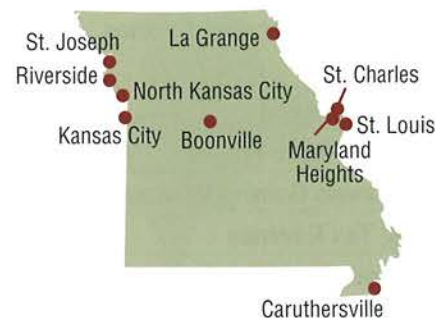 St. Joseph
La Grange
Riverside
St. Charles
North Kansas City
Kansas City
Boonville
St. Louis
Maryland
Heights
Caruthersville